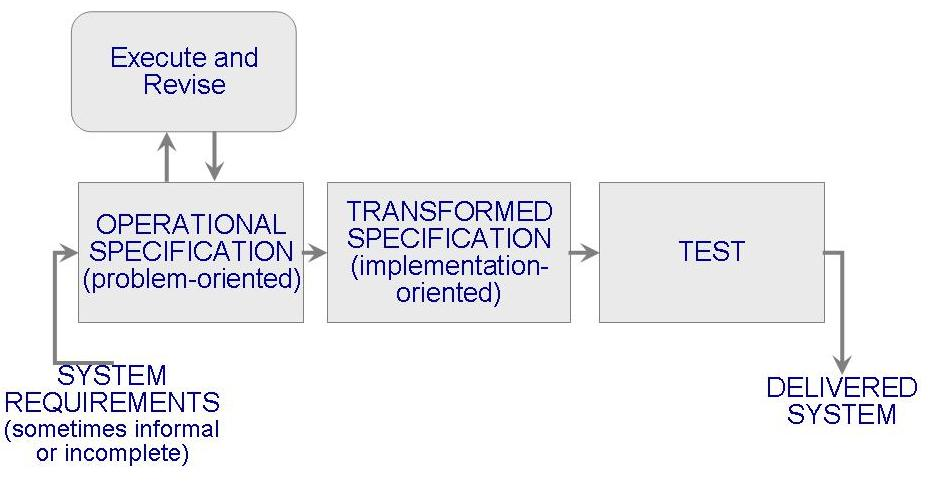 Execute and
Revise
OPERATIONAL
SPECIFICATION
(problem-oriented)
TRANSFORMED
SPECIFICATION
(implementation-
oriented)
TEST
SYSTEM
REQUIREMENTS
(sometimes informal
or incomplete)
DELIVERED
SYSTEM